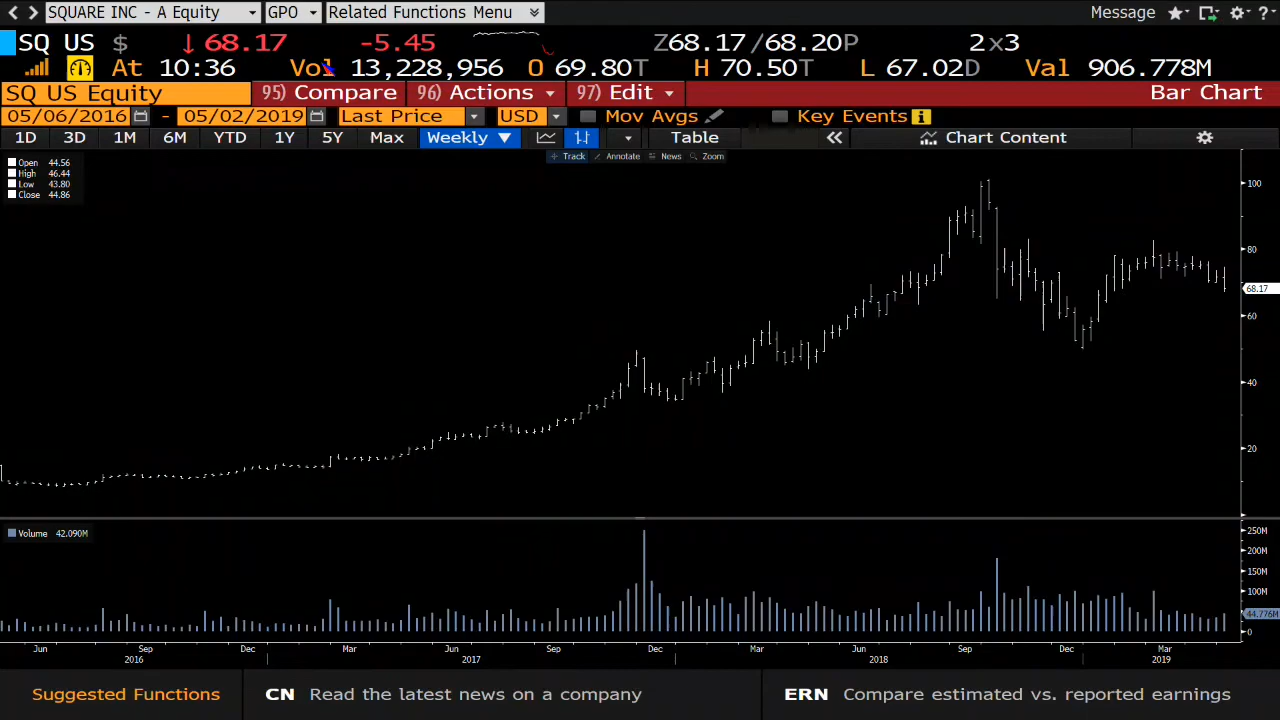 SQUARE INC - A Equity GPO Related Functions Menu Message ?
SQ US $ ↓ 68.17 -5.45 Z68.17/68.20P 2x3
At 10:36 Vol 13,228,956 O 69.80T H 70.50T L 67.02D Val 906.778M
SQ US Equity 95) Compare 96) Actions 97) Edit Bar Chart
05/06/2016 - 05/02/2019 Last Price USD Mov Avgs Key Events i
1D 3D 1M 6M YTD 1Y 5Y Max Weekly ▼ Table « Chart Content
Track Annotate News Zoom
Open 44.56
High 46.44
Low 43.80
Close 44.86
100
80
68.17
60
40
20
Volume 42.090M
250M
200M
150M
100M
44.776M
0
Jun Sep Dec Mar Jun Sep Dec Mar Jun Sep Dec Mar
2016 2017 2018 2019
Suggested Functions CN Read the latest news on a company ERN Compare estimated vs. reported earnings